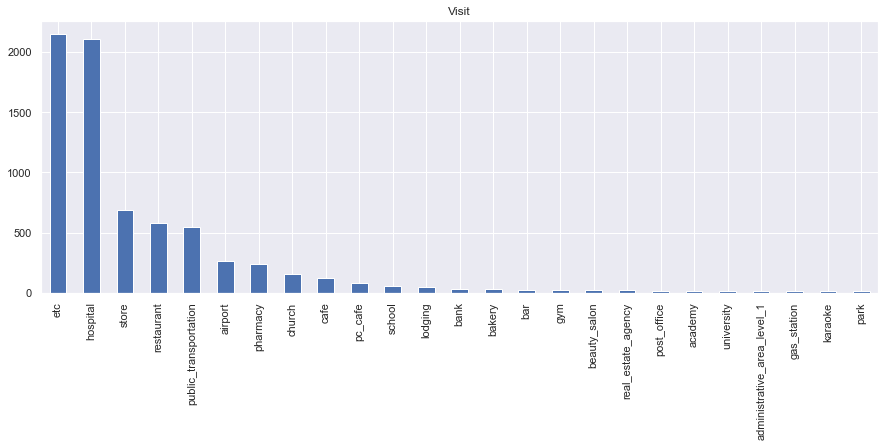 Visit
2000
1500
1000
500
0
etc
hospital
store
restaurant
public_transportation
airport
pharmacy
church
cafe
pc_cafe
school
lodging
bank
bakery
bar
gym
beauty_salon
real_estate_agency
post_office
academy
university
administrative_area_level_1
gas_station
karaoke
park